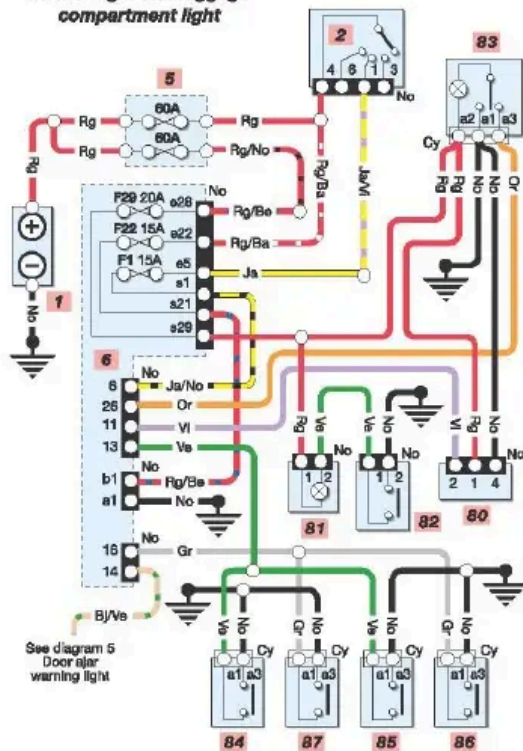 compartment light
5
2
83
4 6 1 3
No
a2 a1 a3
Cy
60A
60A
Rg
Rg
Rg
Rg/No
Rg
Rg/Ba
Ja/Vi
Rg
Rg
No
No
Or
No
F29 20A
e28
Rg/Be
F22 15A
e22
Rg/Ba
F1 15A
e5
Ja
s1
s21
s29
1
No
6
No
6
Ja/No
26
Or
11
Vi
13
Ve
No
b1
Rg/Be
a1
No
No
16
Gr
14
Bj/Ve
See diagram 5
Door ajar
warning light
Rg
Ve
No
1 2
81
Ve
No
No
1 2
82
Vi
Rg
No
No
2 1 4
80
Ve
No
Cy
a1 a3
84
Gr
No
Cy
a1 a3
87
Ve
No
Cy
a1 a3
85
Gr
No
Cy
a1 a3
86